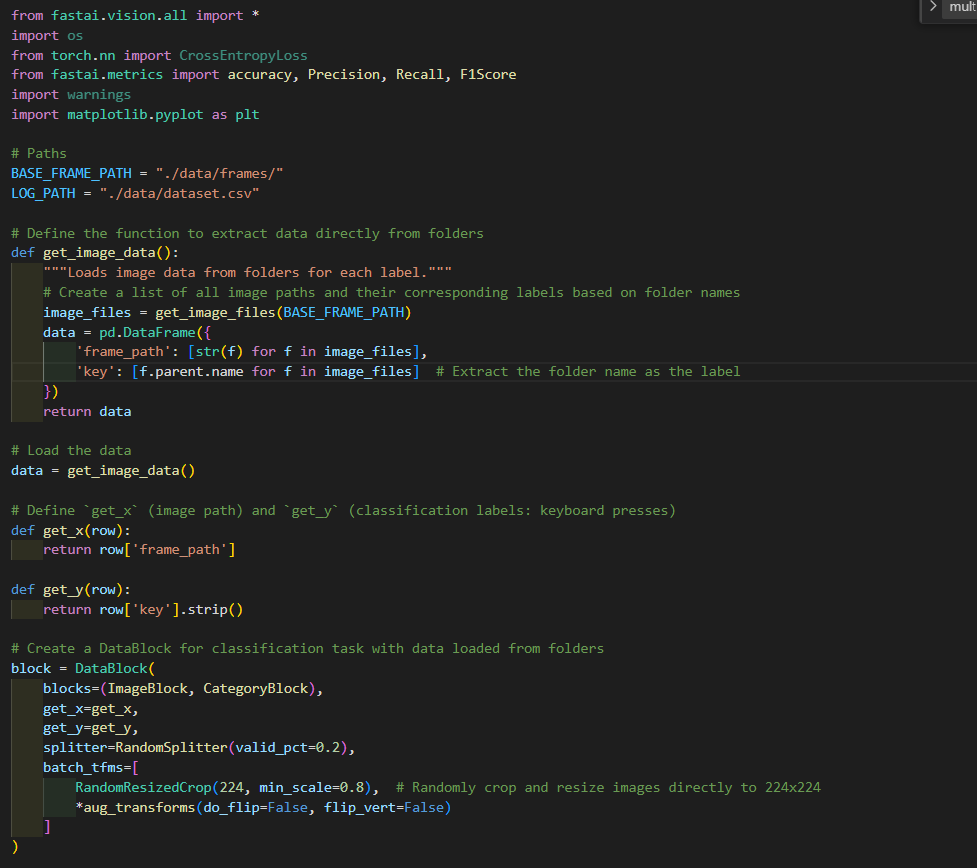 mult
from fastai.vision.all import *
import os
from torch.nn import CrossEntropyLoss
from fastai.metrics import accuracy, Precision, Recall, F1Score
import warnings
import matplotlib.pyplot as plt

# Paths
BASE_FRAME_PATH = "./data/frames/"
LOG_PATH = "./data/dataset.csv"

# Define the function to extract data directly from folders
def get_image_data():
    """Loads image data from folders for each label."""
    # Create a list of all image paths and their corresponding labels based on folder names
    image_files = get_image_files(BASE_FRAME_PATH)
    data = pd.DataFrame({
        'frame_path': [str(f) for f in image_files],
        'key': [f.parent.name for f in image_files]  # Extract the folder name as the label
    })
    return data

# Load the data
data = get_image_data()

# Define `get_x` (image path) and `get_y` (classification labels: keyboard presses)
def get_x(row):
    return row['frame_path']

def get_y(row):
    return row['key'].strip()

# Create a DataBlock for classification task with data loaded from folders
block = DataBlock(
    blocks=(ImageBlock, CategoryBlock),
    get_x=get_x,
    get_y=get_y,
    splitter=RandomSplitter(valid_pct=0.2),
    batch_tfms=[
        RandomResizedCrop(224, min_scale=0.8),  # Randomly crop and resize images directly to 224x224
        *aug_transforms(do_flip=False, flip_vert=False)
    ]
)